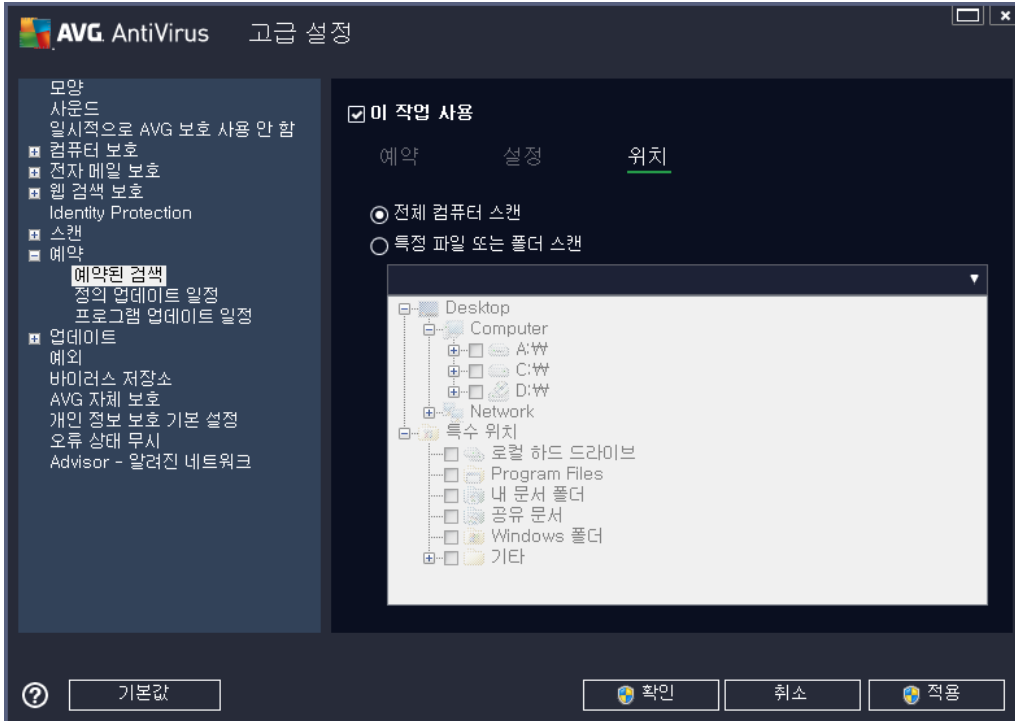 AVG. AntiVirus 고급 설정
모양
사운드
일시적으로 AVG 보호 사용 안 함
컴퓨터 보호
전자 메일 보호
웹 검색 보호
Identity Protection
스캔
예약
예약된 검색
정의 업데이트 일정
프로그램 업데이트 일정
업데이트
예외
바이러스 저장소
AVG 자체 보호
개인 정보 보호 기본 설정
오류 상태 무시
Advisor - 알려진 네트워크
이 작업 사용
예약 설정 위치
전체 컴퓨터 스캔
특정 파일 또는 폴더 스캔
Desktop
Computer
A:₩
C:₩
D:₩
Network
특수 위치
로컬 하드 드라이브
Program Files
내 문서 폴더
공유 문서
Windows 폴더
기타
기본값 확인 취소 적용